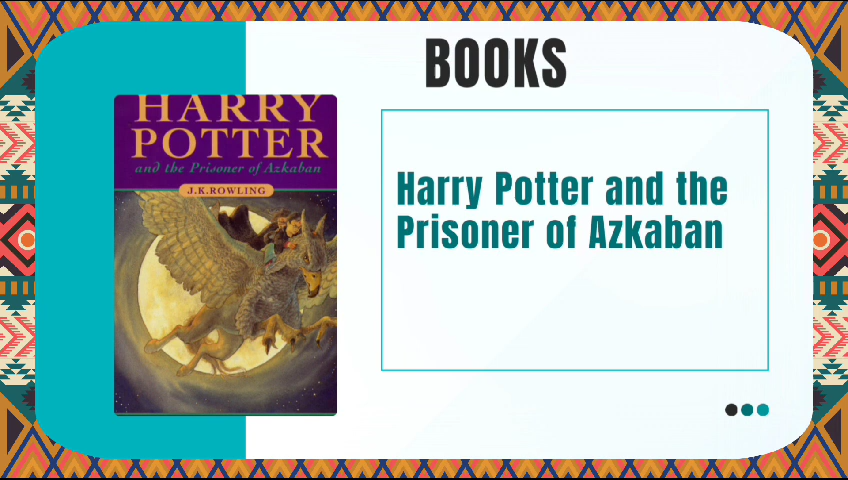 BOOKS
HARRY
POTTER
and the Prisoner of Azkaban
J.K.ROWLING
Harry Potter and the
Prisoner of Azkaban